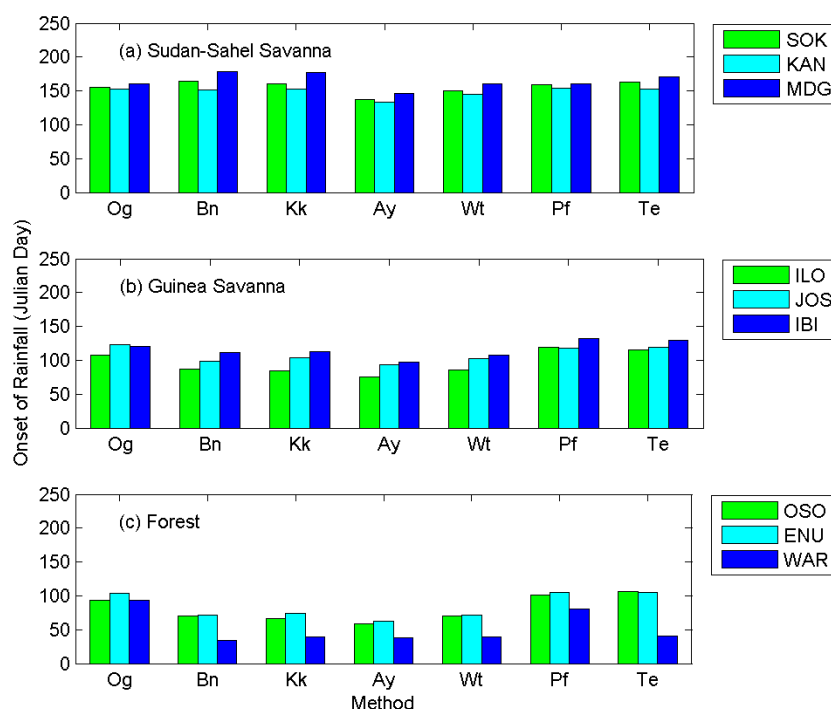 250
200
150
100
50
0
(a) Sudan-Sahel Savanna
Og Bn Kk Ay Wt Pf Te
SOK
KAN
MDG
Onset of Rainfall (Julian Day)
250
200
150
100
50
0
(b) Guinea Savanna
Og Bn Kk Ay Wt Pf Te
ILO
JOS
IBI
250
200
150
100
50
0
(c) Forest
Og Bn Kk Ay Wt Pf Te
Method
OSO
ENU
WAR